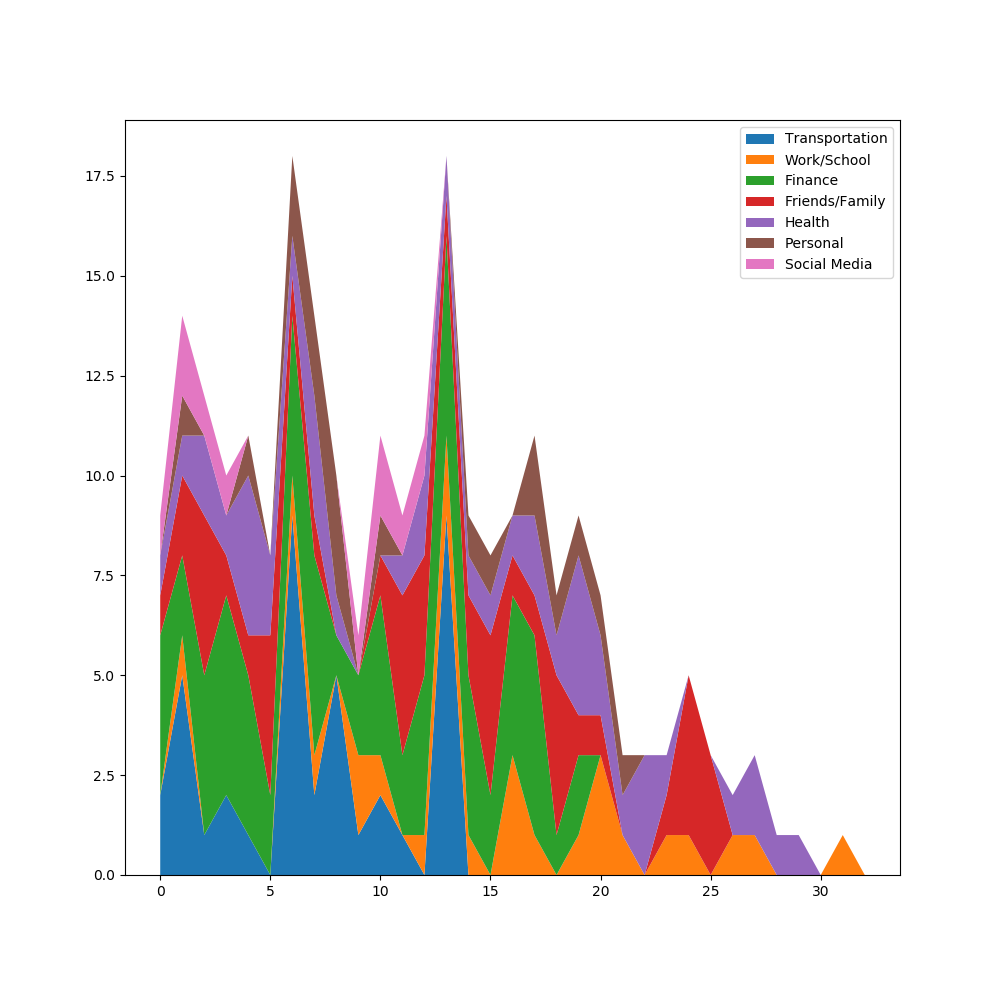 Transportation
Work/School
Finance
Friends/Family
Health
Personal
Social Media
17.5
15.0
12.5
10.0
7.5
5.0
2.5
0.0
0 5 10 15 20 25 30